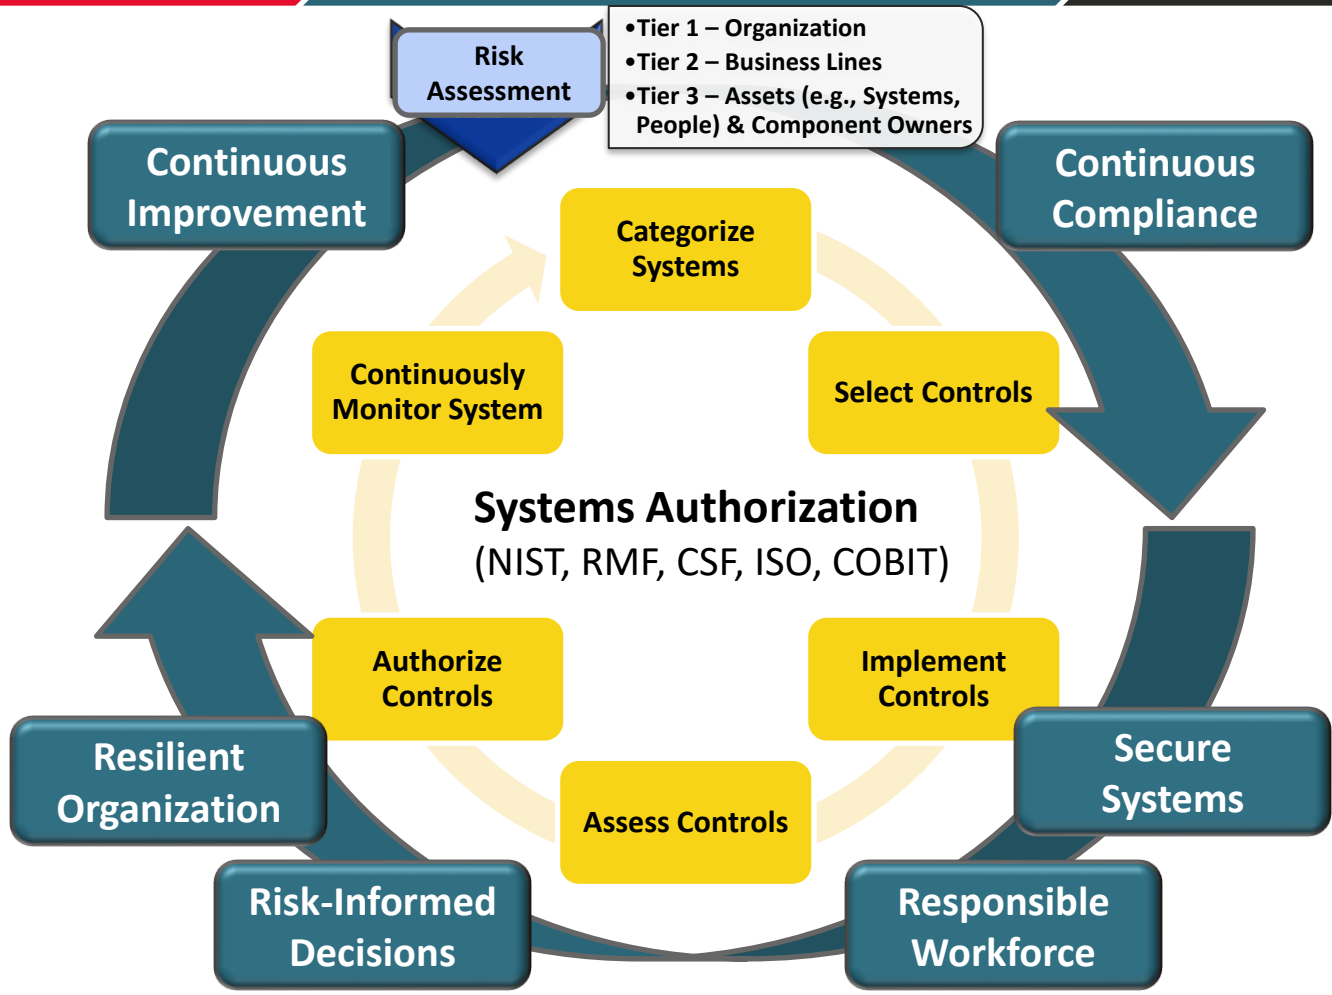 Risk
Assessment
•Tier 1 – Organization
•Tier 2 – Business Lines
•Tier 3 – Assets (e.g., Systems,
People) & Component Owners
Continuous
Improvement
Continuous
Compliance
Categorize
Systems
Continuously
Monitor System
Select Controls
Systems Authorization
(NIST, RMF, CSF, ISO, COBIT)
Authorize
Controls
Implement
Controls
Resilient
Organization
Secure
Systems
Assess Controls
Risk-Informed
Decisions
Responsible
Workforce